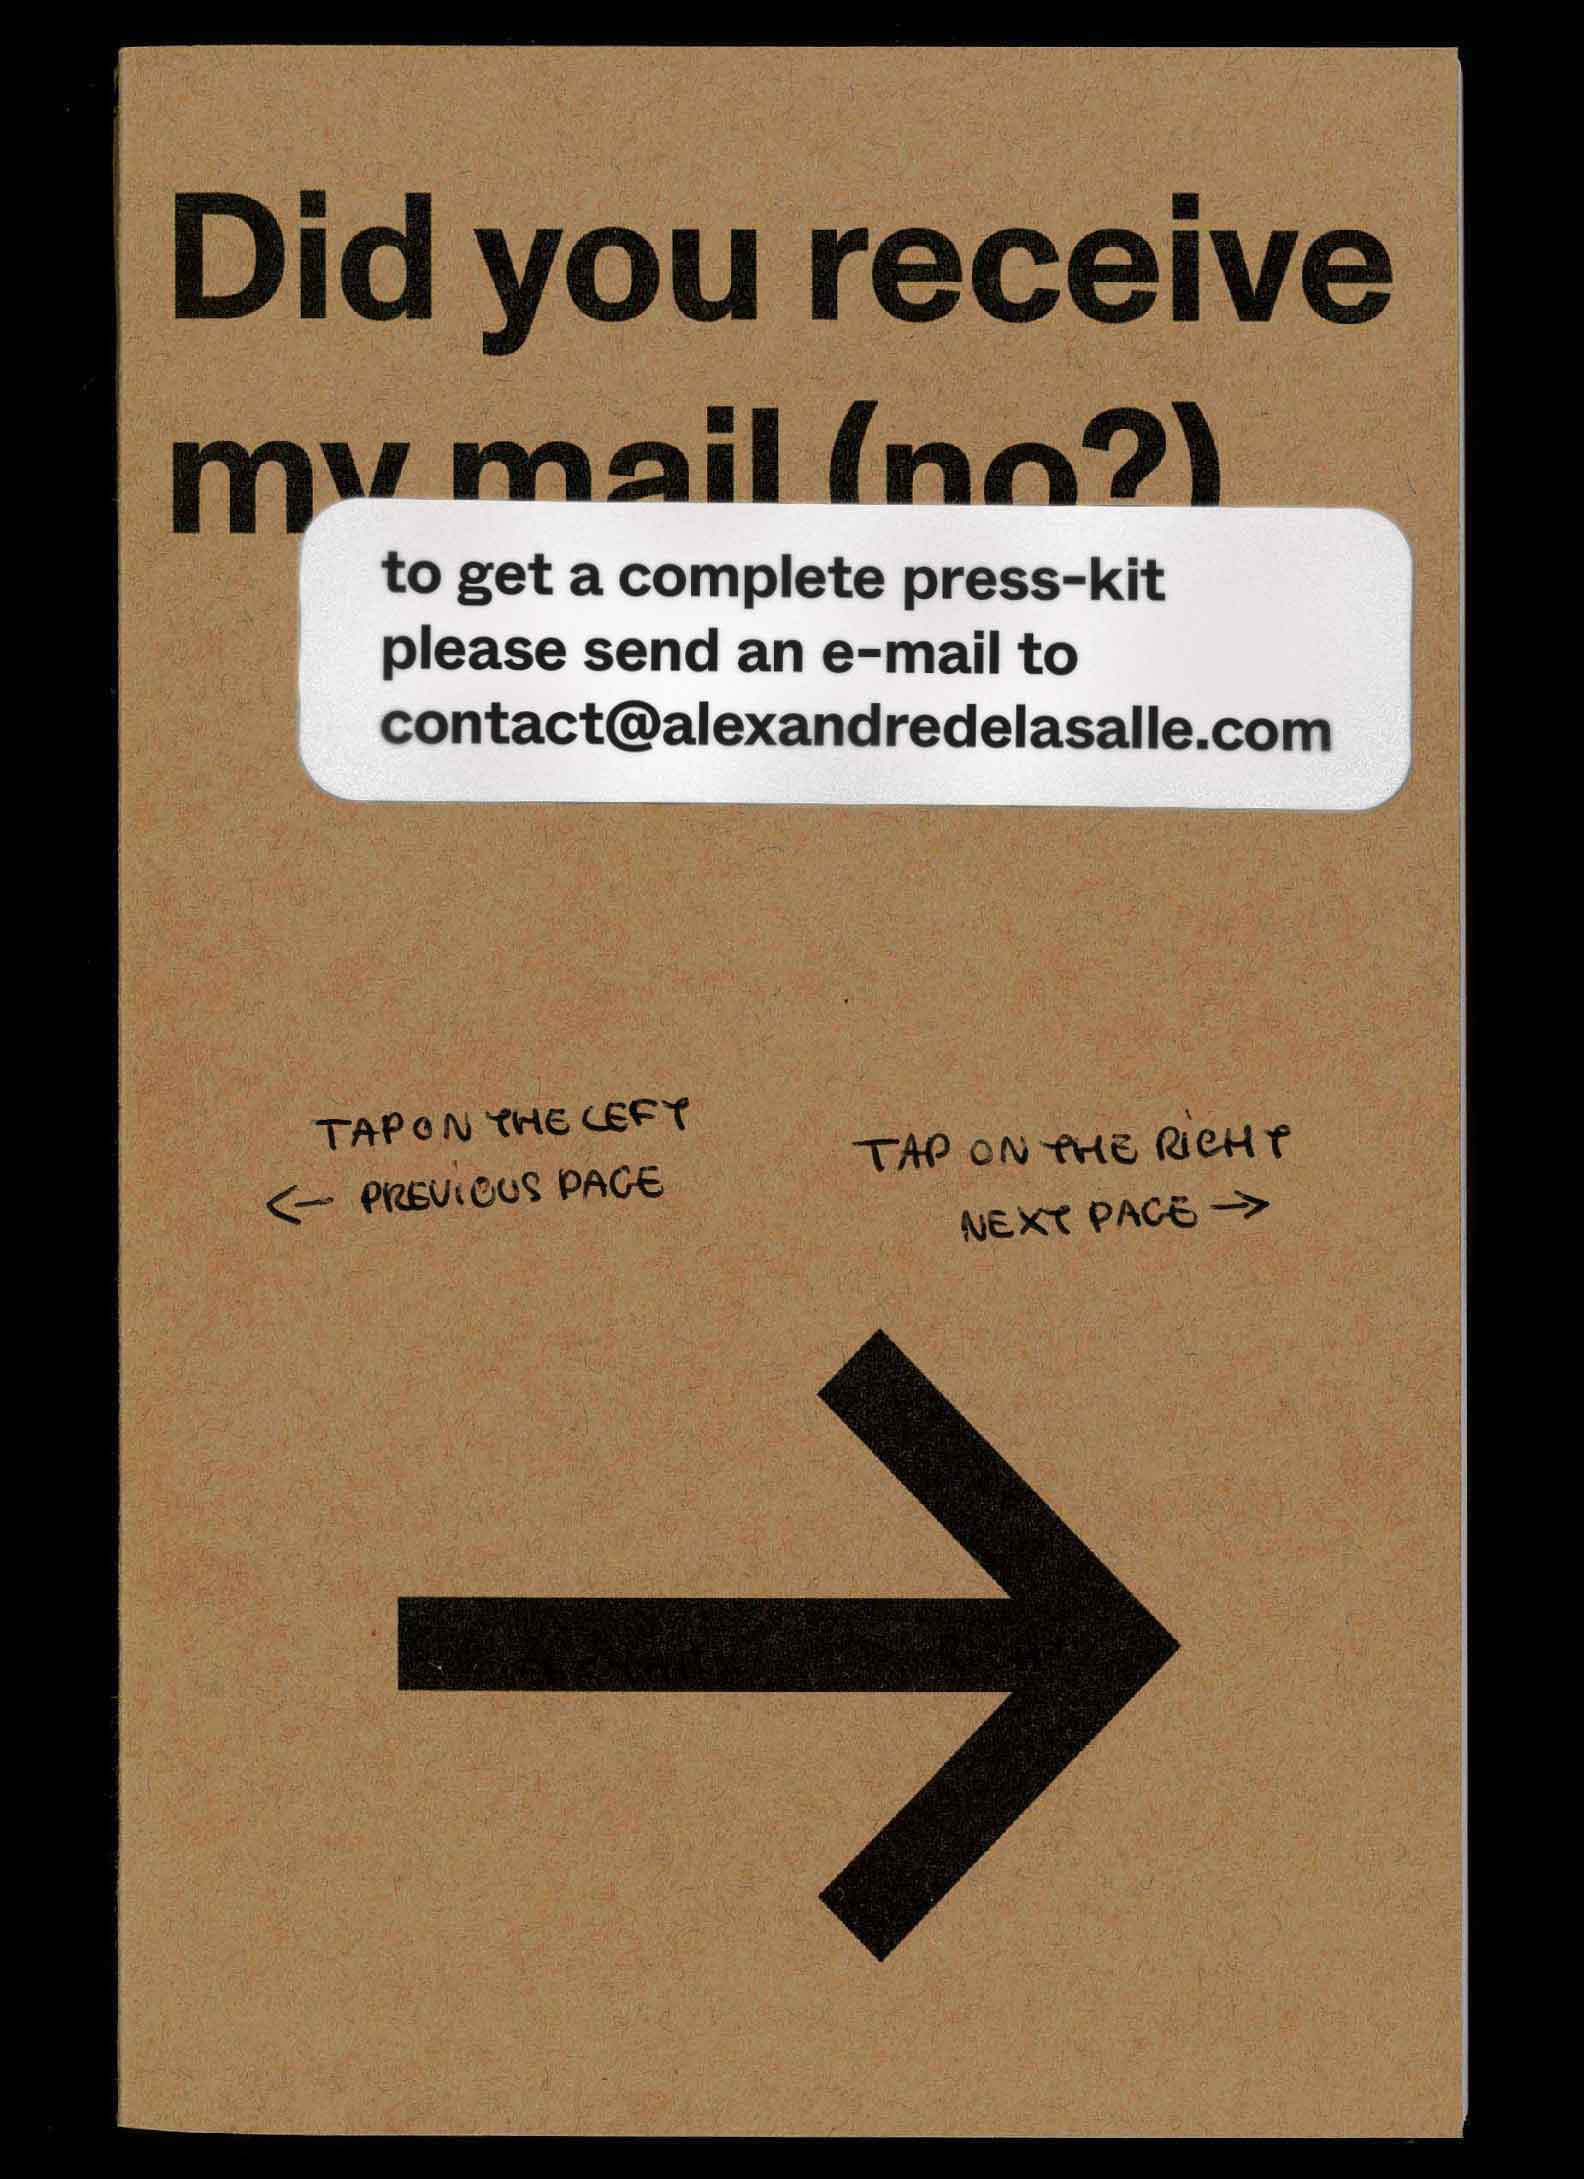 Did you receive
my mail (no?)
to get a complete press-kit
please send an e-mail to
contact@alexandredelasalle.com
TAP ON THE LEFT
← PREVIOUS PAGE
TAP ON THE RIGHT
NEXT PAGE →